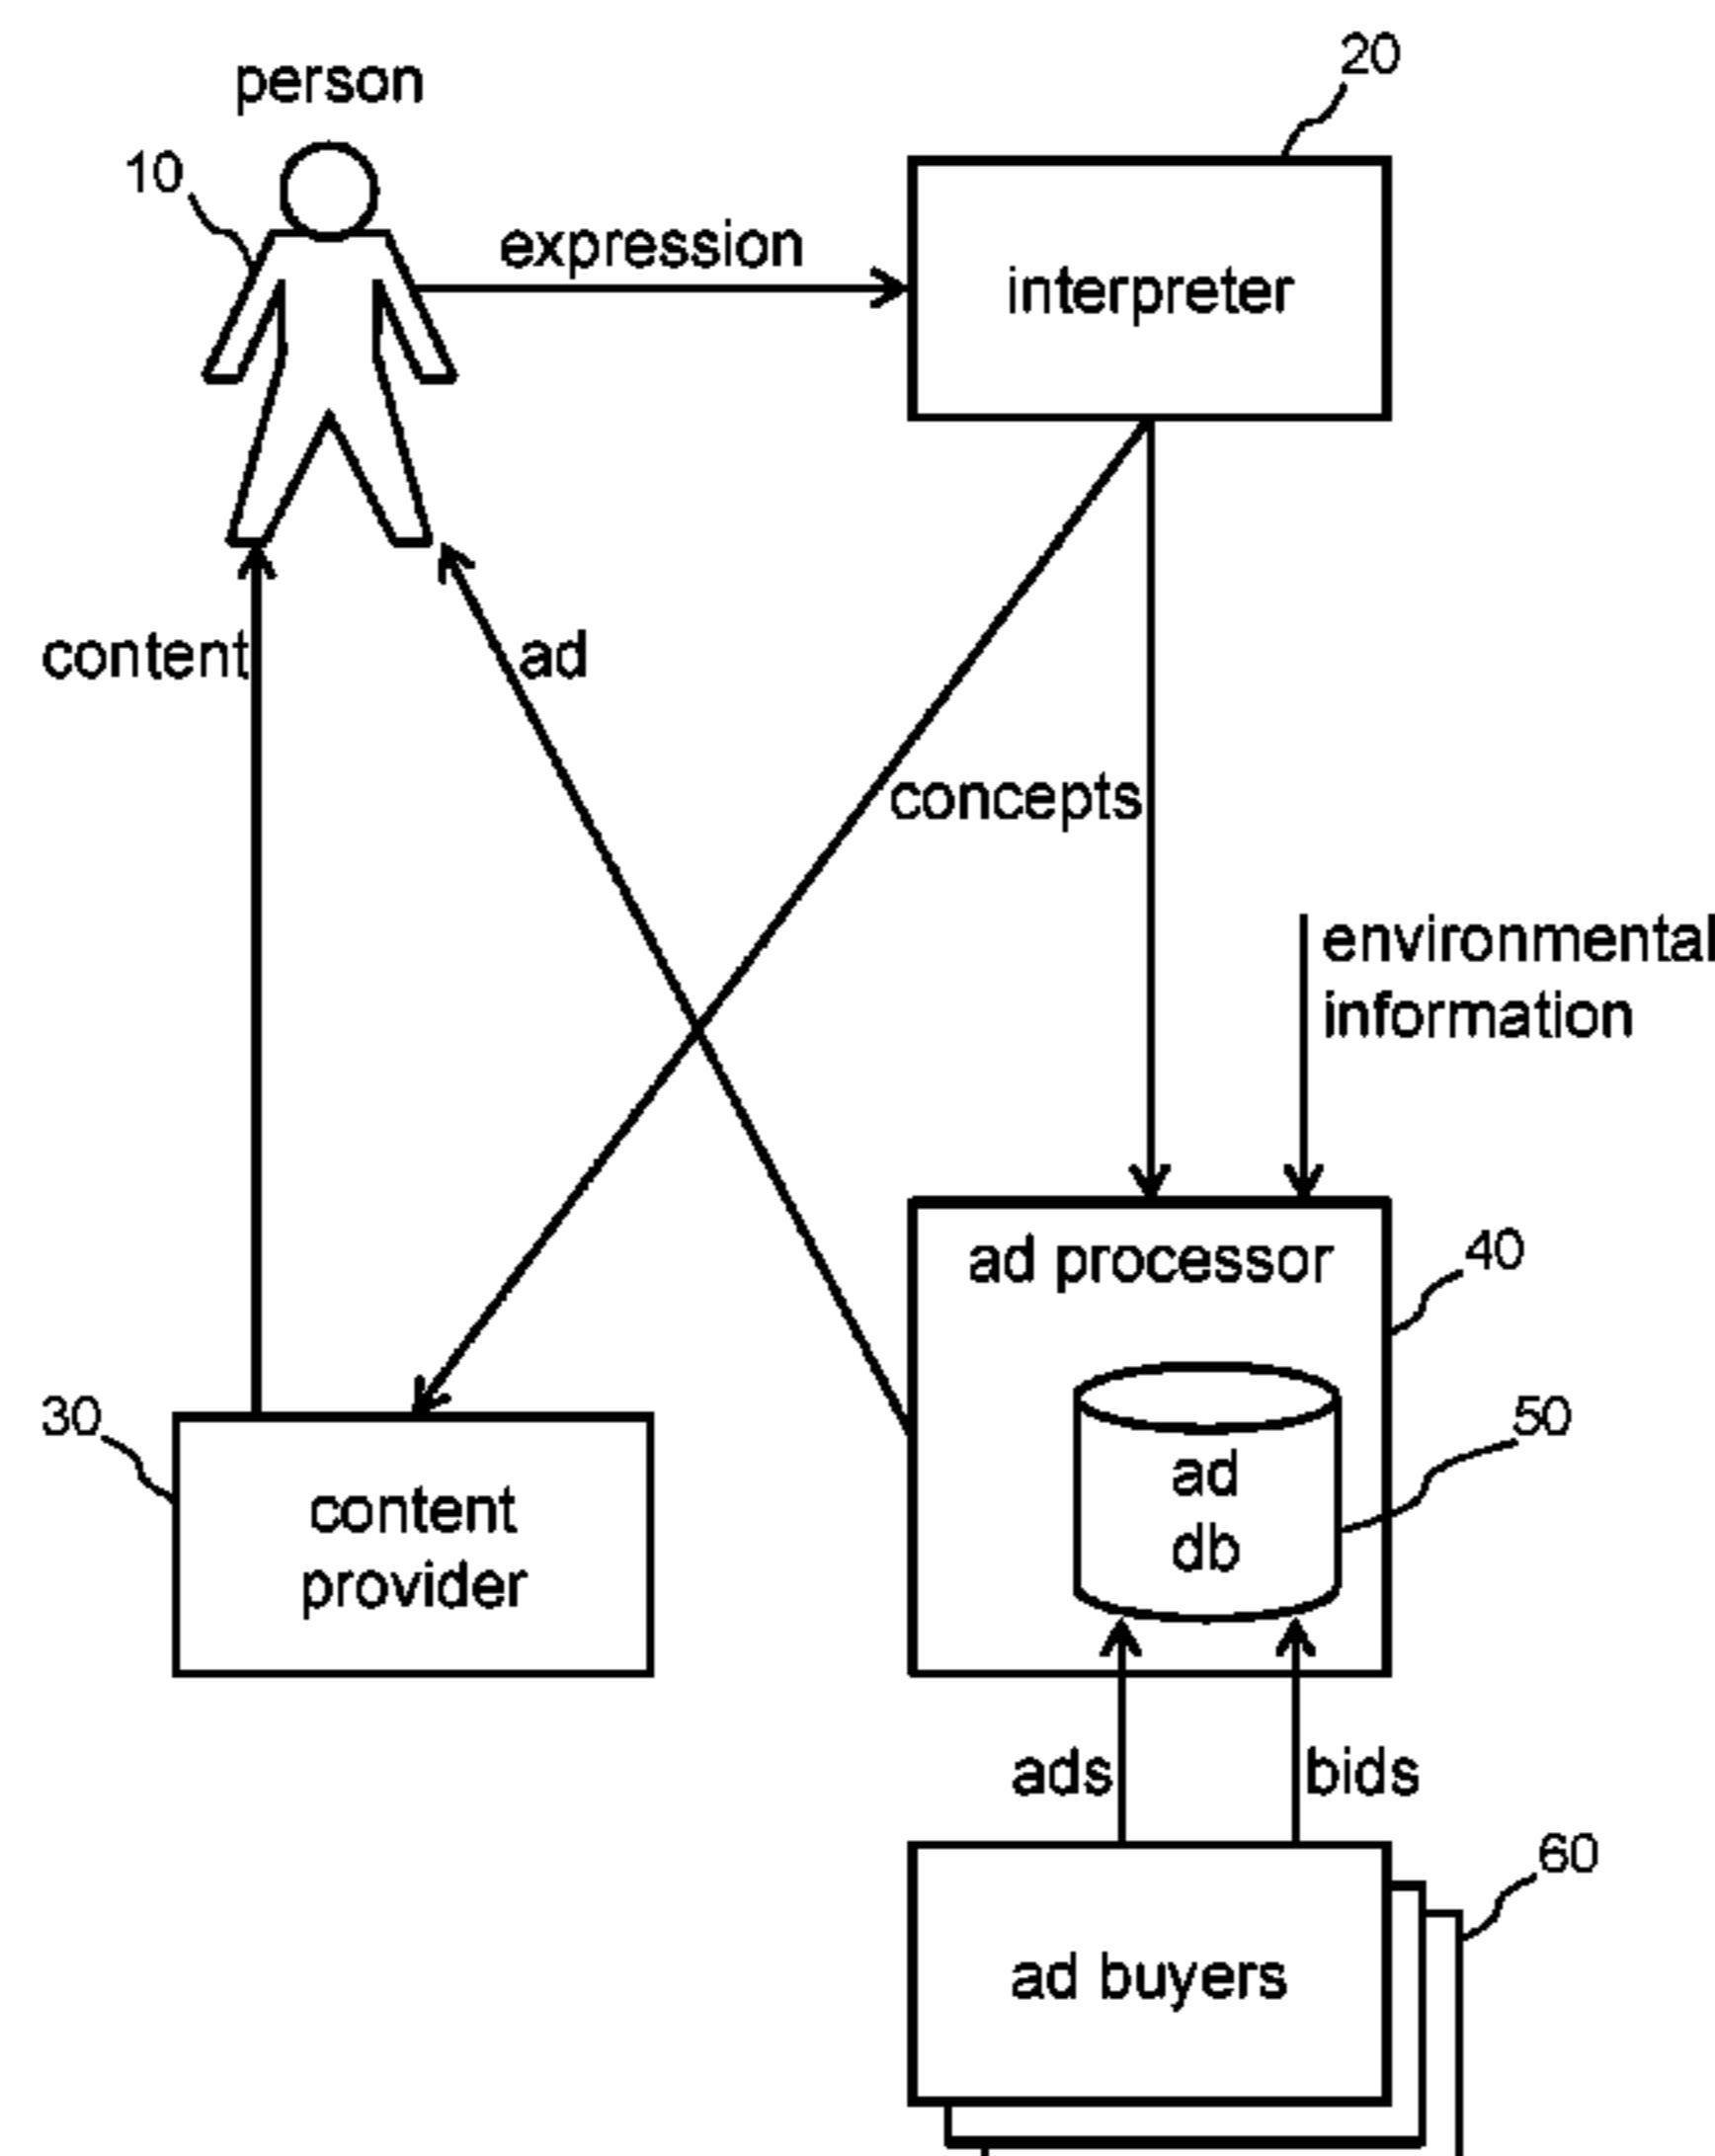 person
20
10
expression
interpreter
content
ad
concepts
environmental
information
ad processor
40
30
50
content
provider
ad
db
ads
bids
60
ad buyers